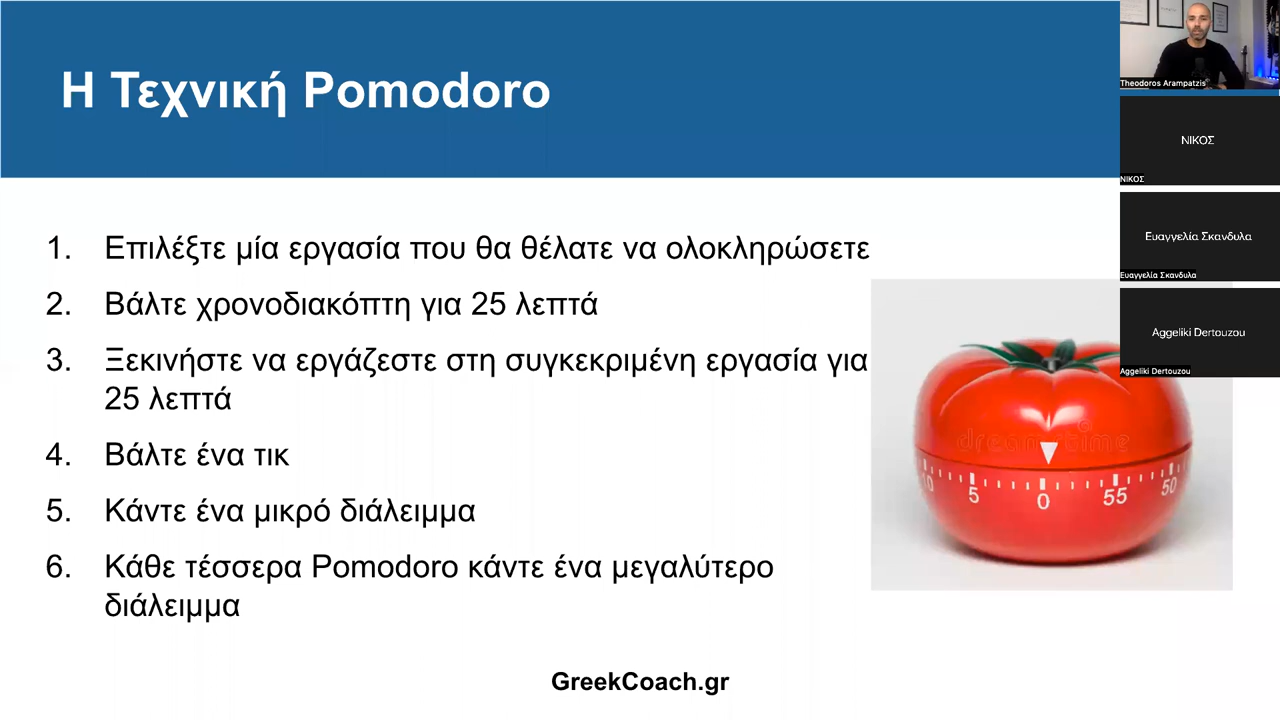 Η Τεχνική Pomodoro
1. Επιλέξτε μία εργασία που θα θέλατε να ολοκληρώσετε
2. Βάλτε χρονοδιακόπτη για 25 λεπτά
3. Ξεκινήστε να εργάζεστε στη συγκεκριμένη εργασία για
25 λεπτά
4. Βάλτε ένα τικ
5. Κάντε ένα μικρό διάλειμμα
6. Κάθε τέσσερα Pomodoro κάντε ένα μεγαλύτερο
διάλειμμα
dreamstime
10 5 0 55 50
GreekCoach.gr
Theodoros Arampatzis
ΝΙΚΟΣ
ΝΙΚΟΣ
Ευαγγελία Σκανδυλα
Ευαγγελία Σκανδυλα
Aggeliki Dertouzou
Aggeliki Dertouzou